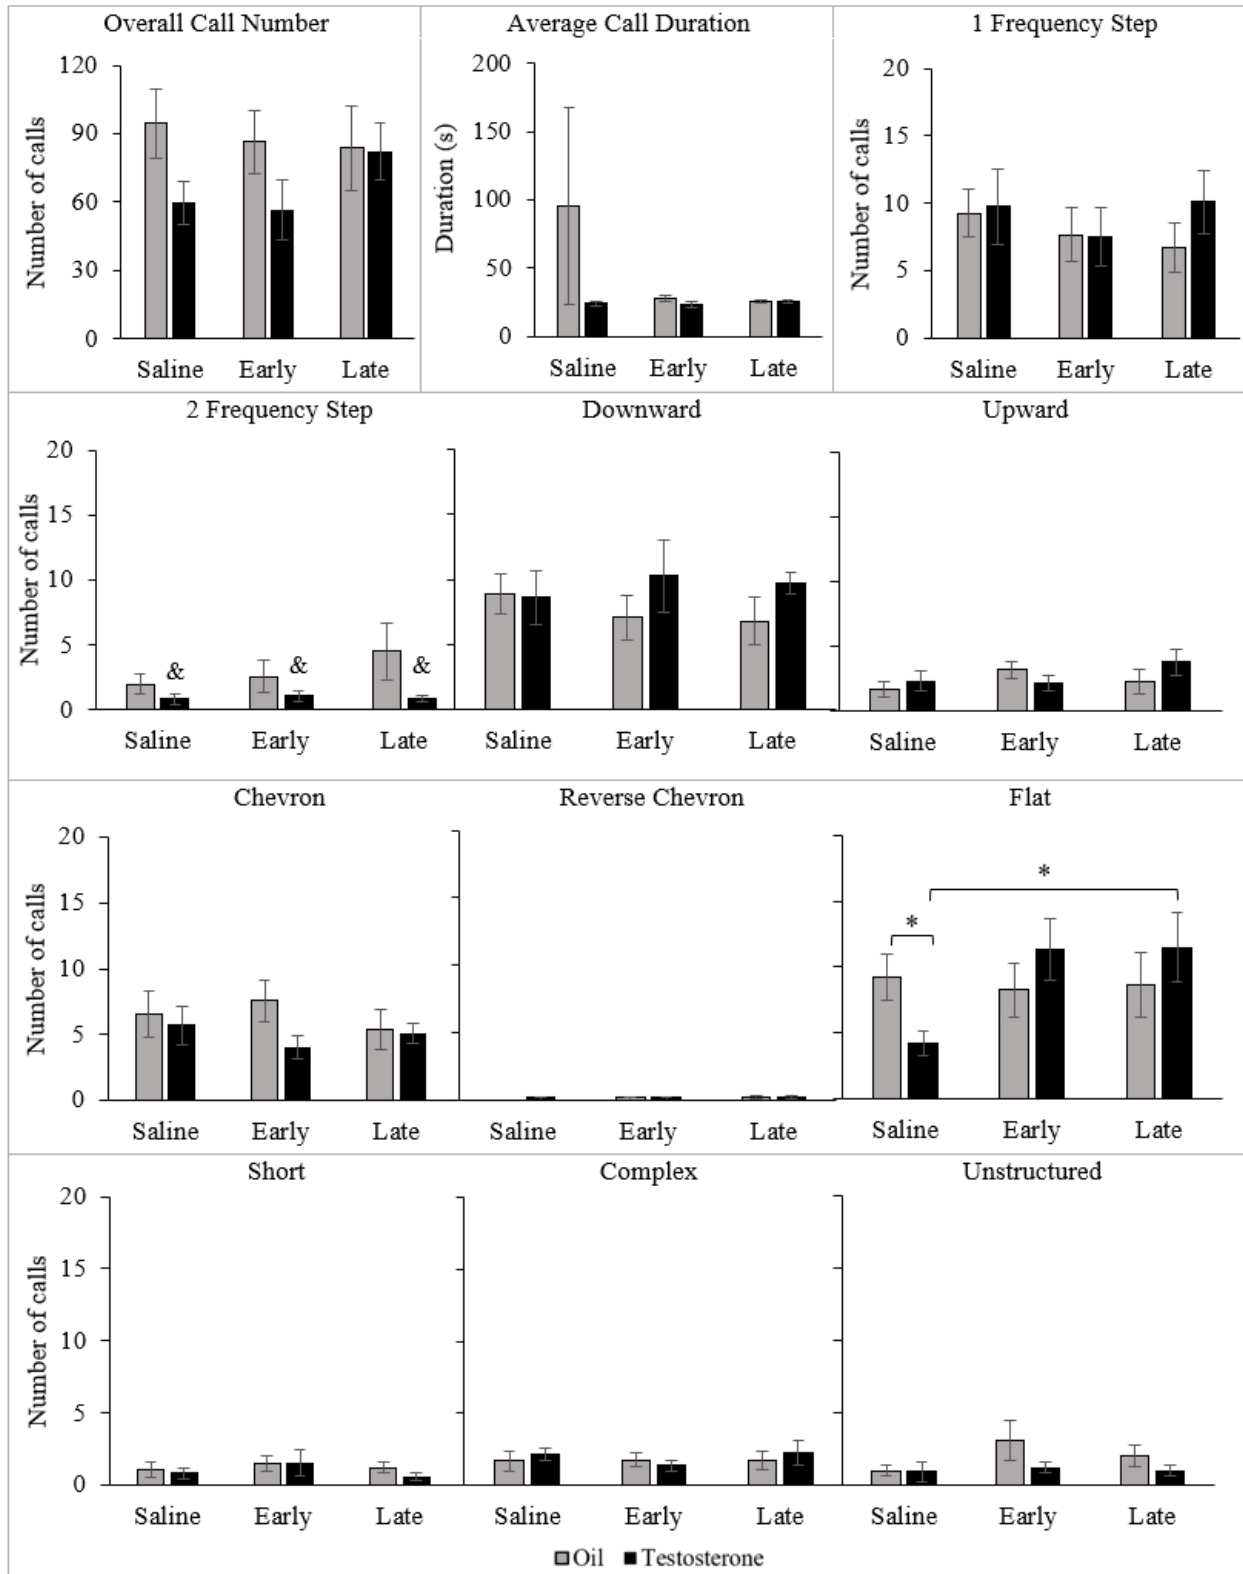 Overall Call Number Average Call Duration 1 Frequency Step
Number of calls
120
90
60
30
0
Saline Early Late
Duration (s)
200
150
100
50
0
Saline Early Late
Number of calls
20
15
10
5
0
Saline Early Late
2 Frequency Step Downward Upward
Number of calls
20
15
10
5
0
& & &
Saline Early Late Saline Early Late Saline Early Late
Chevron Reverse Chevron Flat
Number of calls
20
15
10
5
0
* *
Saline Early Late Saline Early Late Saline Early Late
Short Complex Unstructured
Number of calls
20
15
10
5
0
Saline Early Late Saline Early Late Saline Early Late
Oil Testosterone